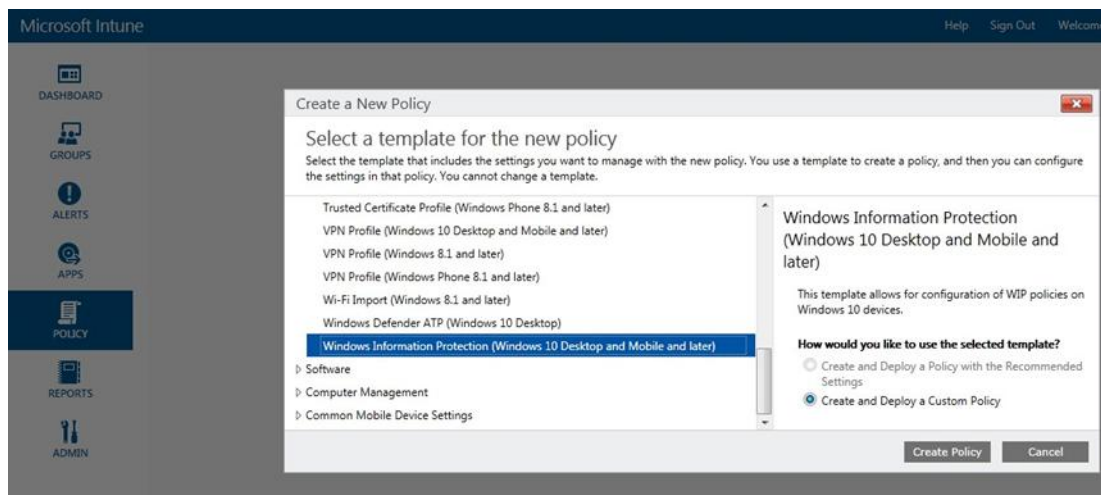 Microsoft Intune
Help Sign Out Welcome
DASHBOARD
GROUPS
ALERTS
APPS
POLICY
REPORTS
ADMIN
Create a New Policy
Select a template for the new policy
Select the template that includes the settings you want to manage with the new policy. You use a template to create a policy, and then you can configure
the settings in that policy. You cannot change a template.
Trusted Certificate Profile (Windows Phone 8.1 and later)
VPN Profile (Windows 10 Desktop and Mobile and later)
VPN Profile (Windows 8.1 and later)
VPN Profile (Windows Phone 8.1 and later)
Wi-Fi Import (Windows 8.1 and later)
Windows Defender ATP (Windows 10 Desktop)
Windows Information Protection (Windows 10 Desktop and Mobile and later)
Software
Computer Management
Common Mobile Device Settings
Windows Information Protection
(Windows 10 Desktop and Mobile and
later)
This template allows for configuration of WIP policies on
Windows 10 devices.
How would you like to use the selected template?
Create and Deploy a Policy with the Recommended
Settings
Create and Deploy a Custom Policy
Create Policy
Cancel